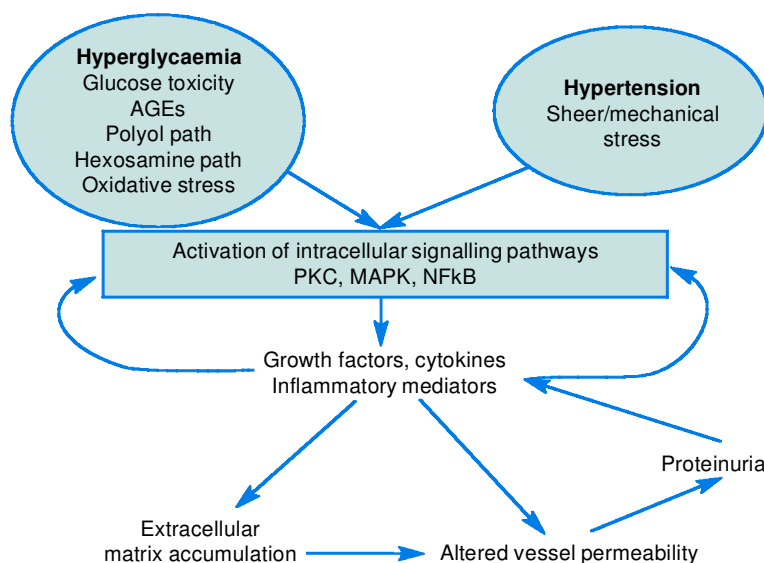 Hyperglycaemia
Glucose toxicity
AGEs
Polyol path
Hexosamine path
Oxidative stress
Hypertension
Sheer/mechanical
stress
Activation of intracellular signalling pathways
PKC, MAPK, NFkB
Growth factors, cytokines
Inflammatory mediators
Proteinuria
Extracellular
matrix accumulation
Altered vessel permeability